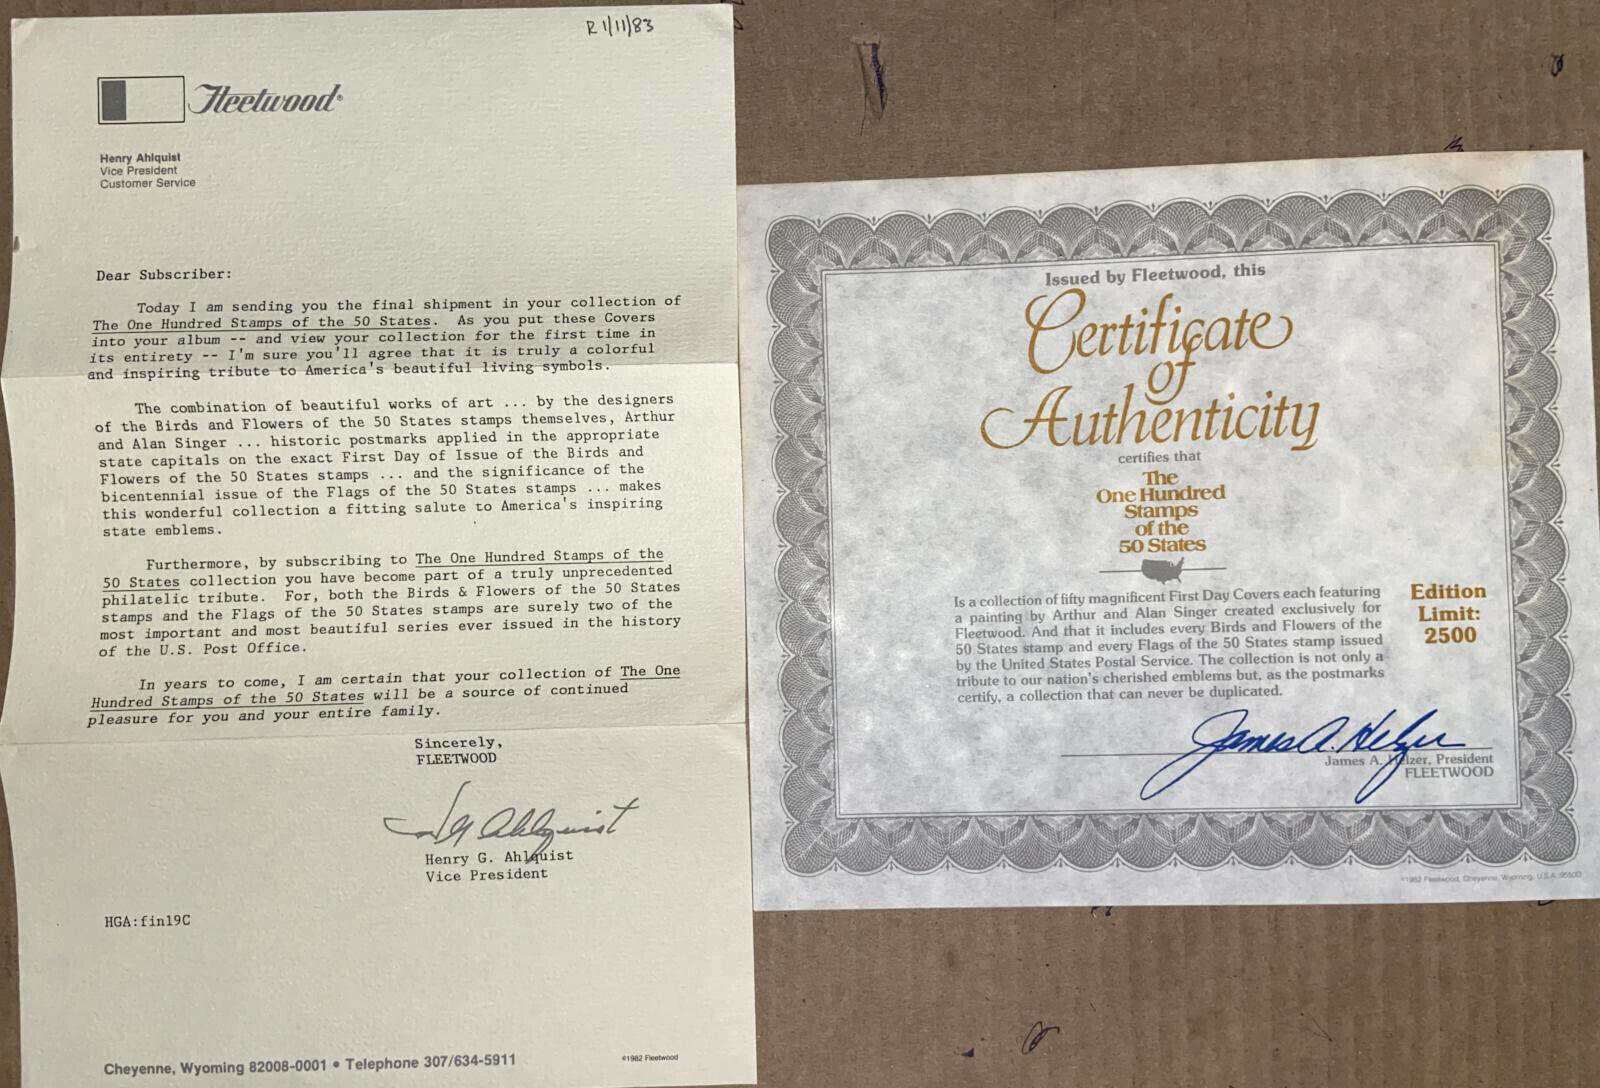 R 1/11/83
Fleetwood®
Henry Ahlquist
Vice President
Customer Service
Dear Subscriber:
Today I am sending you the final shipment in your collection of
The One Hundred Stamps of the 50 States. As you put these Covers
into your album -- and view your collection for the first time in
its entirety -- I'm sure you'll agree that it is truly a colorful
and inspiring tribute to America's beautiful living symbols.
The combination of beautiful works of art ... by the designers
of the Birds and Flowers of the 50 States stamps themselves, Arthur
and Alan Singer ... historic postmarks applied in the appropriate
state capitals on the exact First Day of Issue of the Birds and
Flowers of the 50 States stamps ... and the significance of the
bicentennial issue of the Flags of the 50 States stamps ... makes
this wonderful collection a fitting salute to America's inspiring
state emblems.
Furthermore, by subscribing to The One Hundred Stamps of the
50 States collection you have become part of a truly unprecedented
philatelic tribute. For, both the Birds & Flowers of the 50 States
stamps and the Flags of the 50 States stamps are surely two of the
most important and most beautiful series ever issued in the history
of the U.S. Post Office.
In years to come, I am certain that your collection of The One
Hundred Stamps of the 50 States will be a source of continued
pleasure for you and your entire family.
Sincerely,
FLEETWOOD
HG Ahlquist
Henry G. Ahlquist
Vice President
HGA:fin19C
Cheyenne, Wyoming 82008-0001 • Telephone 307/634-5911
©1982 Fleetwood
Issued by Fleetwood, this
Certificate
of
Authenticity
certifies that
The
One Hundred
Stamps
of the
50 States
Is a collection of fifty magnificent First Day Covers each featuring
a painting by Arthur and Alan Singer created exclusively for
Fleetwood. And that it includes every Birds and Flowers of the
50 States stamp and every Flags of the 50 States stamp issued
by the United States Postal Service. The collection is not only a
tribute to our nation's cherished emblems but, as the postmarks
certify, a collection that can never be duplicated.
Edition
Limit:
2500
James A. Helzer
James A. Helzer, President
FLEETWOOD
©1982 Fleetwood, Cheyenne, Wyoming, U.S.A.